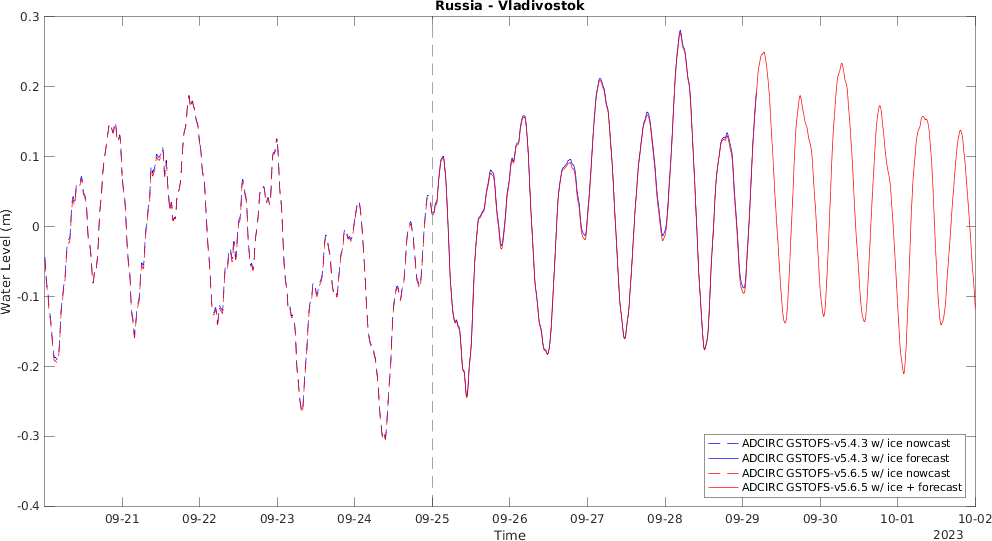 Russia - Vladivostok
0.3
0.2
0.1
0
-0.1
-0.2
-0.3
-0.4
Water Level (m)
ADCIRC GSTOFS-v5.4.3 w/ ice nowcast
ADCIRC GSTOFS-v5.4.3 w/ ice forecast
ADCIRC GSTOFS-v5.6.5 w/ ice nowcast
ADCIRC GSTOFS-v5.6.5 w/ ice + forecast
09-21 09-22 09-23 09-24 09-25 09-26 09-27 09-28 09-29 09-30 10-01 10-02
Time
2023